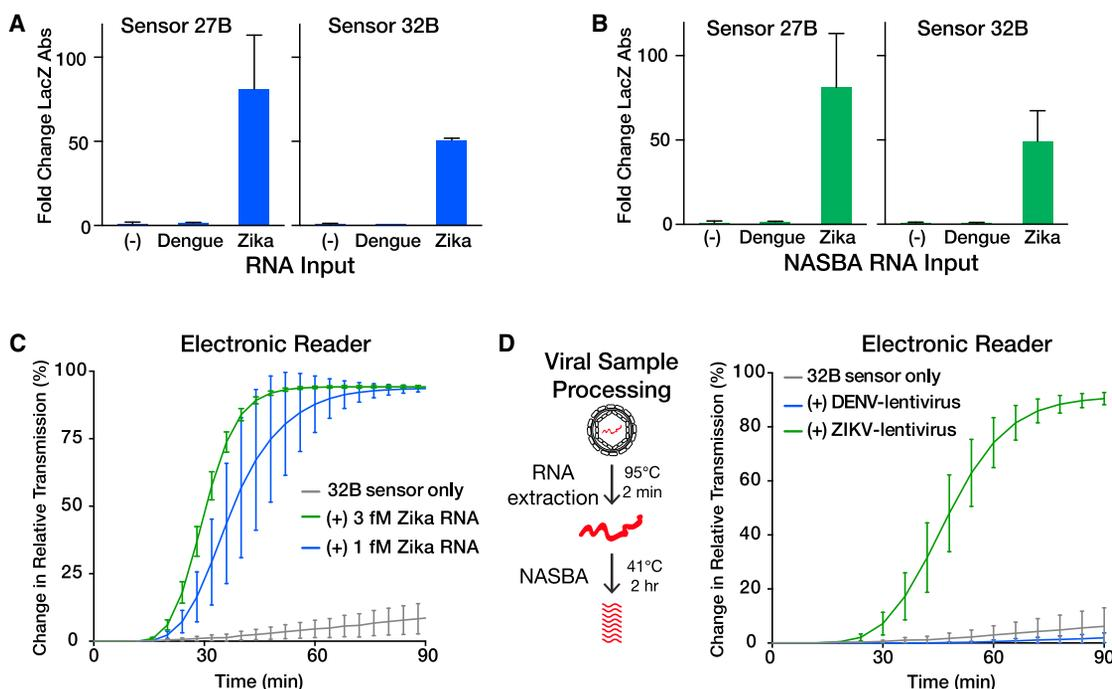 A
Sensor 27B
Sensor 32B
Fold Change LacZ Abs
100
50
0
(-) Dengue Zika
(-) Dengue Zika
RNA Input
B
Sensor 27B
Sensor 32B
Fold Change LacZ Abs
100
50
0
(-) Dengue Zika
(-) Dengue Zika
NASBA RNA Input
C
Electronic Reader
Change in Relative Transmission (%)
100
75
50
25
0
32B sensor only
(+) 3 fM Zika RNA
(+) 1 fM Zika RNA
0 30 60 90
Time (min)
D
Viral Sample
Processing
RNA
extraction
95°C
2 min
NASBA
41°C
2 hr
Electronic Reader
Change in Relative Transmission (%)
100
80
60
40
20
0
32B sensor only
(+) DENV-lentivirus
(+) ZIKV-lentivirus
0 30 60 90
Time (min)